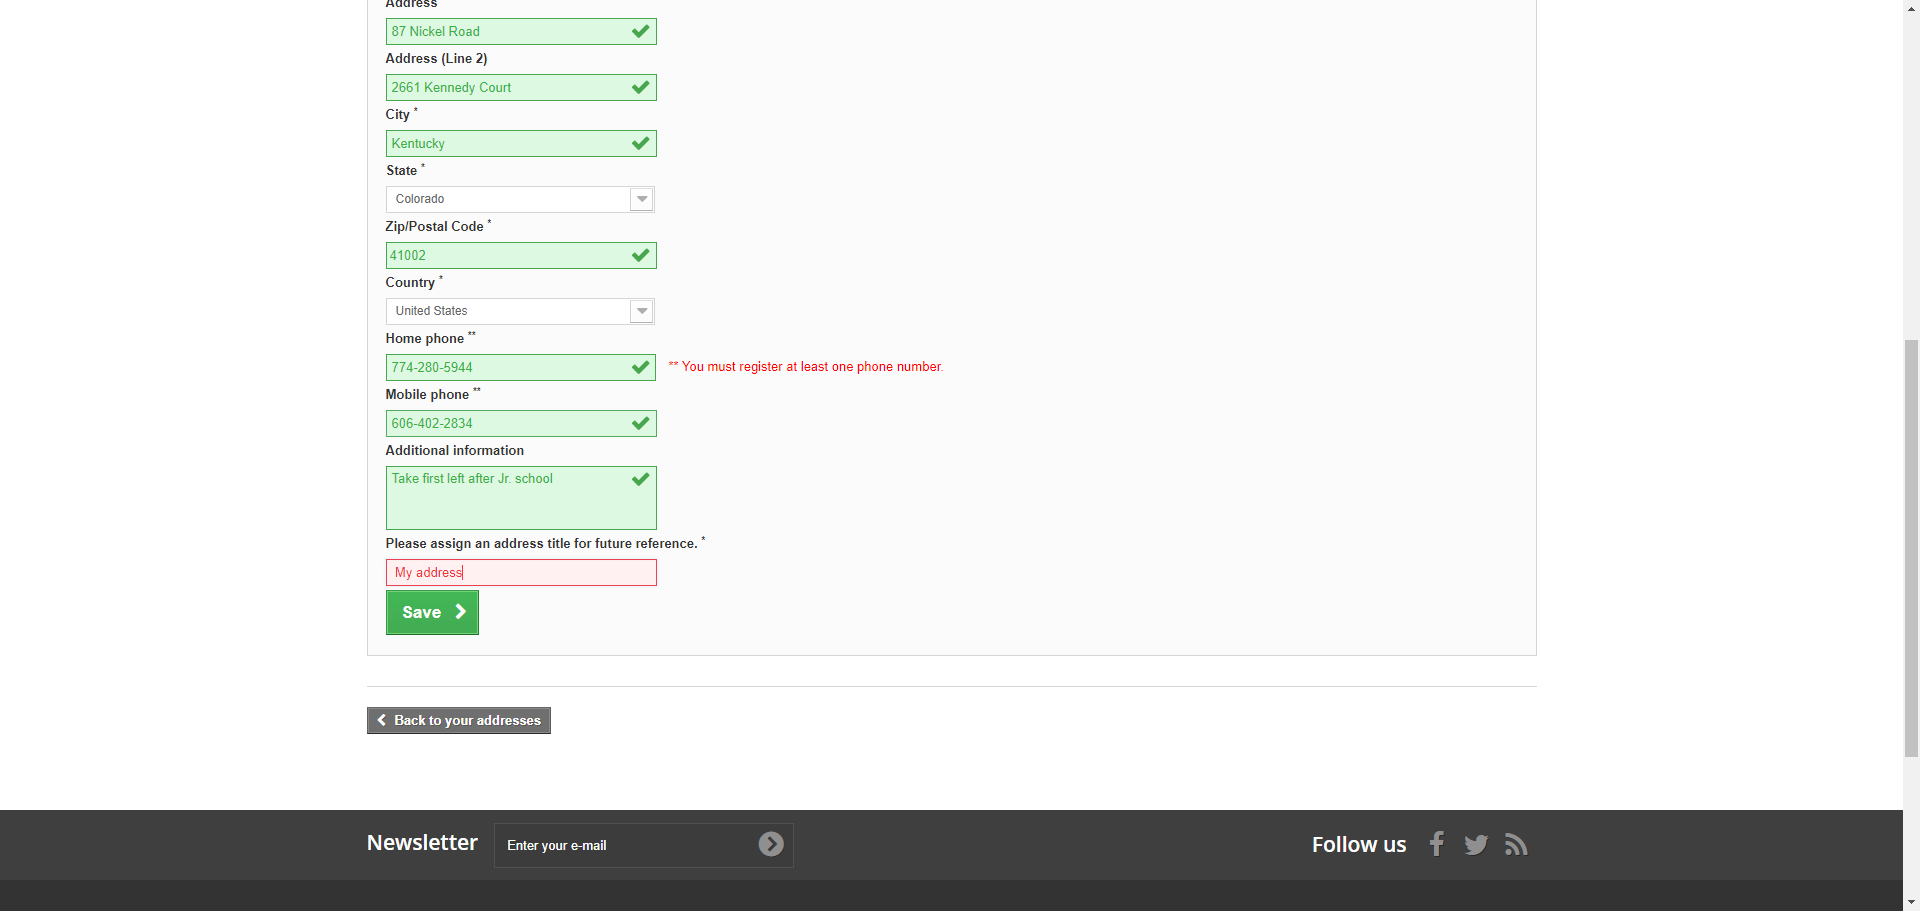 Address
87 Nickel Road
Address (Line 2)
2661 Kennedy Court
City *
Kentucky
State *
Colorado
Zip/Postal Code *
41002
Country *
United States
Home phone **
774-280-5944
** You must register at least one phone number.
Mobile phone **
606-402-2834
Additional information
Take first left after Jr. school
Please assign an address title for future reference. *
My address
Save
Back to your addresses
Newsletter
Enter your e-mail
Follow us